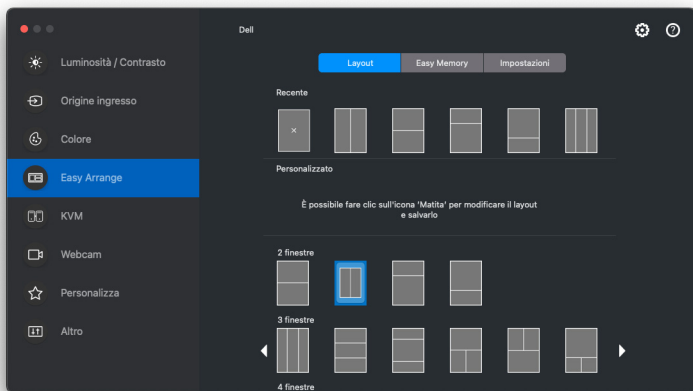 Dell
Luminosità / Contrasto
Origine ingresso
Colore
Easy Arrange
KVM
Webcam
Personalizza
Altro
Layout
Easy Memory
Impostazioni
Recente
Personalizzato
È possibile fare clic sull'icona 'Matita' per modificare il layout
e salvarlo
2 finestre
3 finestre
4 finestre